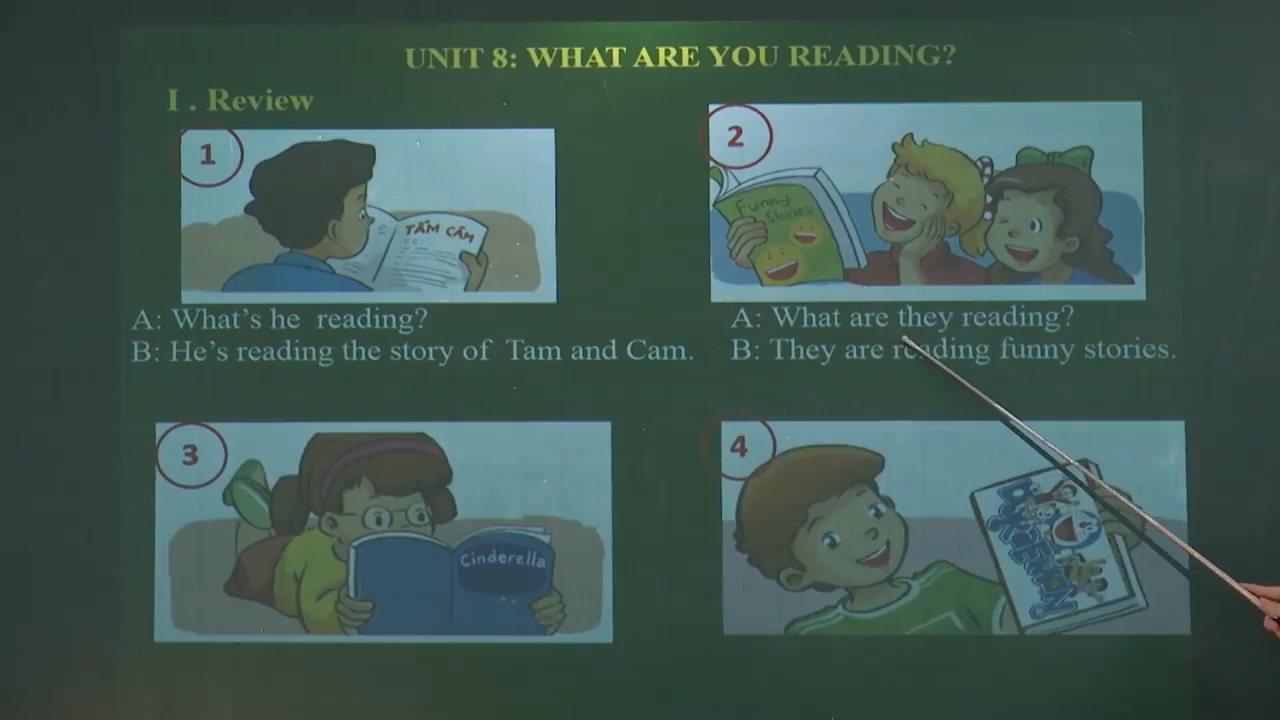 UNIT 8: WHAT ARE YOU READING?
I . Review
1
TẤM CÁM
A: What's he reading?
B: He's reading the story of Tam and Cam.
2
Funny
Stories
A: What are they reading?
B: They are reading funny stories.
3
Cinderella
4
DORAEMON